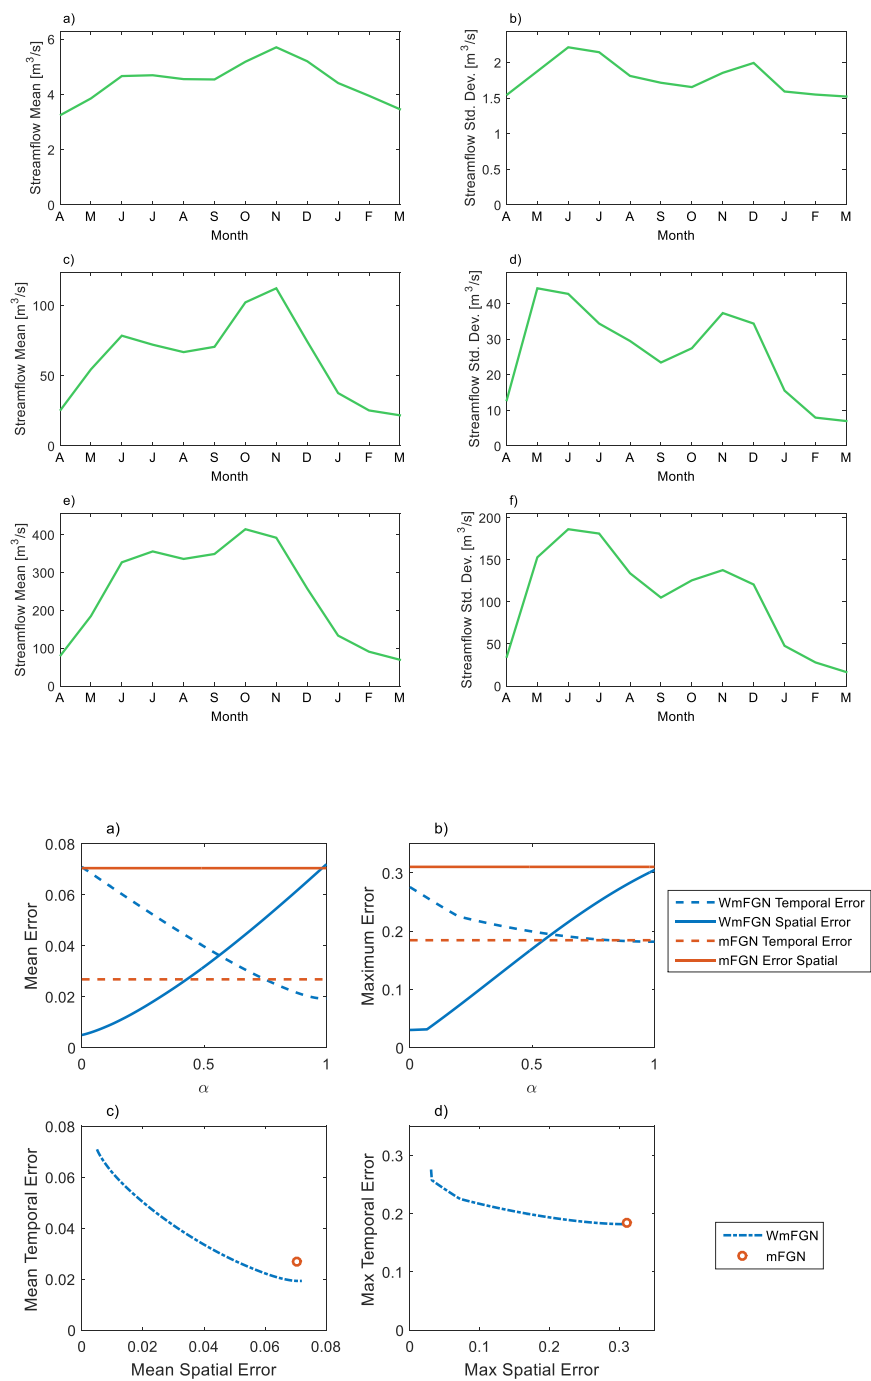 a)
Streamflow Mean [m³/s]
6
4
2
0
A M J J A S O N D J F M
Month
b)
Streamflow Std. Dev. [m³/s]
2
1.5
1
0.5
0
A M J J A S O N D J F M
Month
c)
Streamflow Mean [m³/s]
100
50
0
A M J J A S O N D J F M
Month
d)
Streamflow Std. Dev. [m³/s]
40
30
20
10
0
A M J J A S O N D J F M
Month
e)
Streamflow Mean [m³/s]
400
300
200
100
0
A M J J A S O N D J F M
Month
f)
Streamflow Std. Dev. [m³/s]
200
150
100
50
0
A M J J A S O N D J F M
Month
a)
Mean Error
0.08
0.06
0.04
0.02
0
0 0.5 1
α
b)
Maximum Error
0.3
0.2
0.1
0
0 0.5 1
α
WmFGN Temporal Error
WmFGN Spatial Error
mFGN Temporal Error
mFGN Error Spatial
c)
Mean Temporal Error
0.08
0.06
0.04
0.02
0
0 0.02 0.04 0.06 0.08
Mean Spatial Error
d)
Max Temporal Error
0.3
0.2
0.1
0
0 0.1 0.2 0.3
Max Spatial Error
WmFGN
mFGN